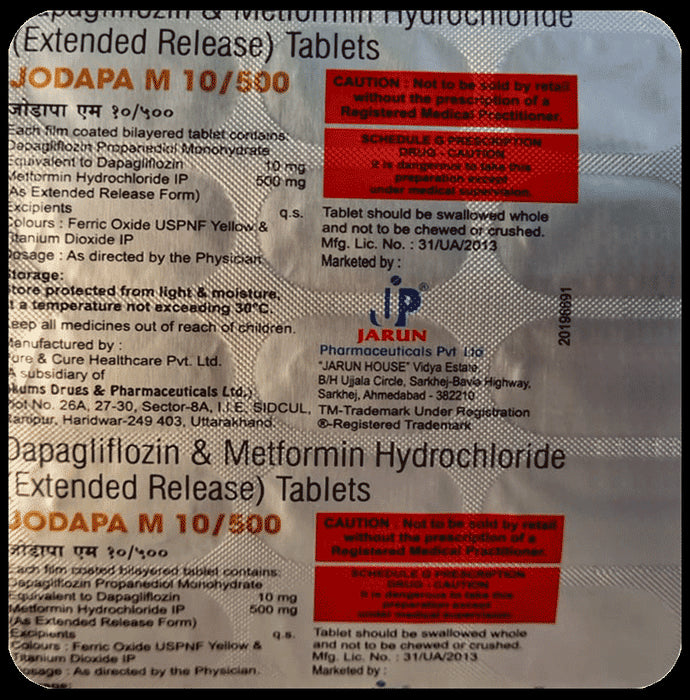 Dapagliflozin & Metformin Hydrochloride
(Extended Release) Tablets
JODAPA M 10/500
जोडापा एम १०/५००
Each film coated bilayered tablet contains:
Dapagliflozin Propanediol Monohydrate
Equivalent to Dapagliflozin 10 mg
Metformin Hydrochloride IP 500 mg
As Extended Release Form)
Excipients q.s.
Colours : Ferric Oxide USPNF Yellow &
Titanium Dioxide IP
Dosage : As directed by the Physician
Storage:
Store protected from light & moisture,
at a temperature not exceeding 30°C.
Keep all medicines out of reach of children.
Manufactured by :
Pure & Cure Healthcare Pvt. Ltd.
A subsidiary of
kums Drugs & Pharmaceuticals Ltd.)
Plot No. 26A, 27-30, Sector-8A, I.I.E, SIDCUL,
Ranipur, Haridwar-249 403, Uttarakhand.
CAUTION : Not to be sold by retail
without the prescription of a
Registered Medical Practitioner.
SCHEDULE G PRESCRIPTION
DRUG - CAUTION
It is dangerous to take this
preparation except
under medical supervision.
Tablet should be swallowed whole
and not to be chewed or crushed.
Mfg. Lic. No. : 31/UA/2013
Marketed by :
JP®
JARUN
Pharmaceuticals Pvt Ltd
"JARUN HOUSE" Vidya Estate,
B/H Ujjala Circle, Sarkhej-Bavla Highway,
Sarkhej, Ahmedabad - 382210
TM-Trademark Under Registration
®-Registered Trademark
20196691
Dapagliflozin & Metformin Hydrochloride
(Extended Release) Tablets
JODAPA M 10/500
जोडापा एम १०/५००
Each film coated bilayered tablet contains:
Dapagliflozin Propanediol Monohydrate
Equivalent to Dapagliflozin 10 mg
Metformin Hydrochloride IP 500 mg
(As Extended Release Form)
Excipients q.s.
Colours : Ferric Oxide USPNF Yellow &
Titanium Dioxide IP
Dosage : As directed by the Physician.
CAUTION : Not to be sold by retail
without the prescription of a
Registered Medical Practitioner.
SCHEDULE G PRESCRIPTION
DRUG - CAUTION
It is dangerous to take this
preparation except
under medical supervision
Tablet should be swallowed whole
and not to be chewed or crushed.
Mfg. Lic. No. : 31/UA/2013
Marketed by :